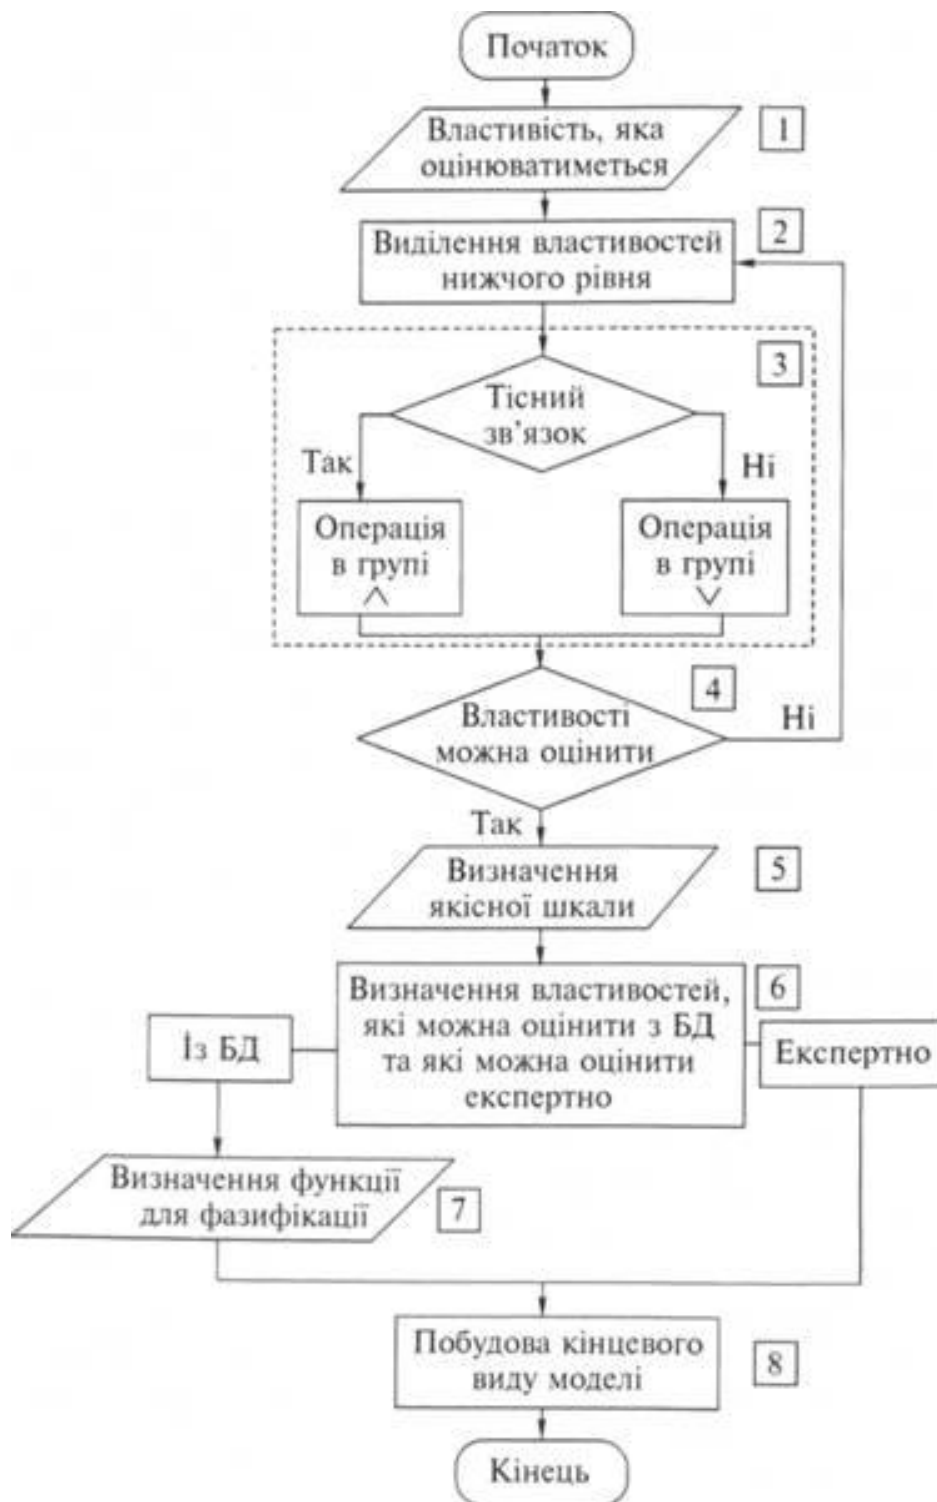 Початок
Властивість, яка
оцінюватиметься
1
Виділення властивостей
нижчого рівня
2
3
Тісний
зв'язок
Так
Ні
Операція
в групі
∧
Операція
в групі
∨
4
Властивості
можна оцінити
Ні
Так
Визначення
якісної шкали
5
Визначення властивостей,
які можна оцінити з БД
та які можна оцінити
експертно
6
Із БД
Експертно
Визначення функції
для фазифікації
7
Побудова кінцевого
виду моделі
8
Кінець